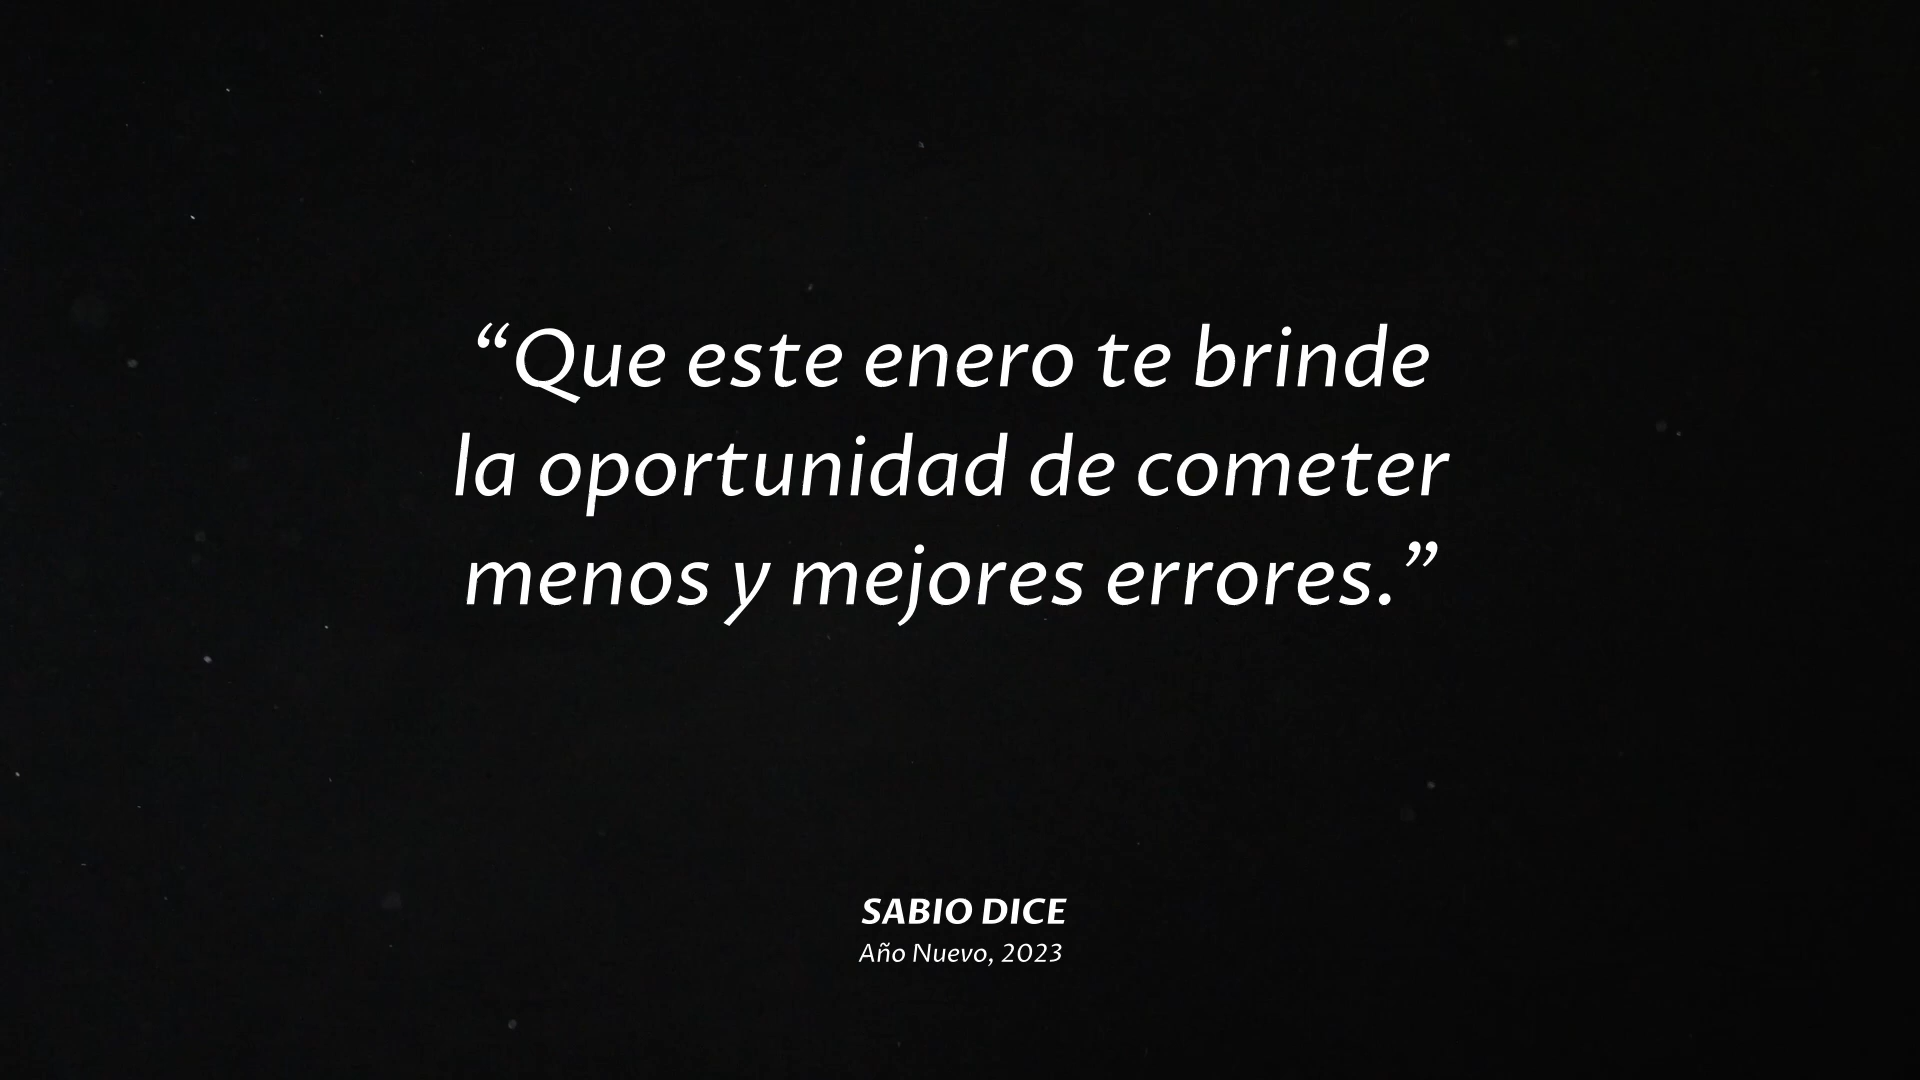 “Que este enero te brinde
la oportunidad de cometer
menos y mejores errores.”
SABIO DICE
Año Nuevo, 2023